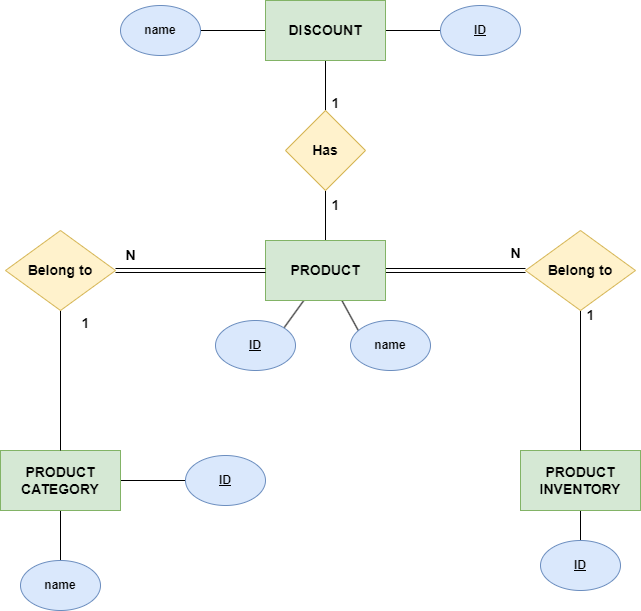 name
DISCOUNT
ID
1
Has
1
Belong to
N
PRODUCT
N
Belong to
1
1
ID
name
PRODUCT
CATEGORY
ID
PRODUCT
INVENTORY
name
ID